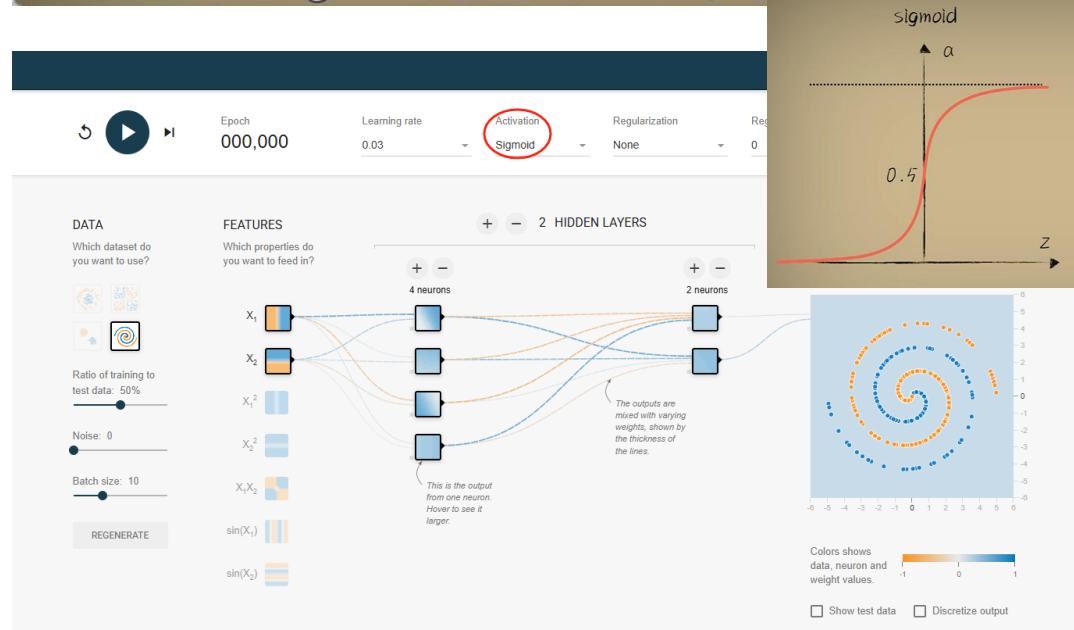 sigmoid
a
0.5
z
Epoch
000,000
Learning rate
0.03
Activation
Sigmoid
Regularization
None
Reg
0
DATA
Which dataset do
you want to use?
Ratio of training to
test data: 50%
Noise: 0
Batch size: 10
REGENERATE
FEATURES
Which properties do
you want to feed in?
X₁
X₂
X₁²
X₂²
X₁X₂
sin(X₁)
sin(X₂)
+ − 2 HIDDEN LAYERS
+ −
4 neurons
+ −
2 neurons
This is the output
from one neuron.
Hover to see it
larger.
The outputs are
mixed with varying
weights, shown by
the thickness of
the lines.
6
5
4
3
2
1
0
-1
-2
-3
-4
-5
-6
-6 -5 -4 -3 -2 -1 0 1 2 3 4 5 6
Colors shows
data, neuron and
weight values.
-1 0 1
Show test data
Discretize output